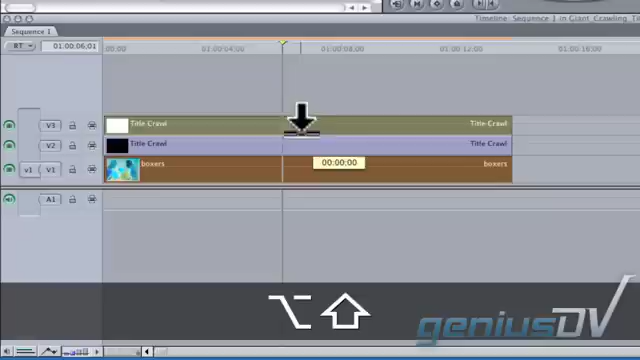 Timeline: Sequence 1 in Giant_Crawling_Ti
Sequence 1
RT 01:00:06;01 00:00 01:00:04;00 01:00:08;00 01:00:12;00 01:00:16;00
V3 Title Crawl Title Crawl
V2 Title Crawl Title Crawl
v1 V1 boxers boxers
00:00:00
A1
geniusDV